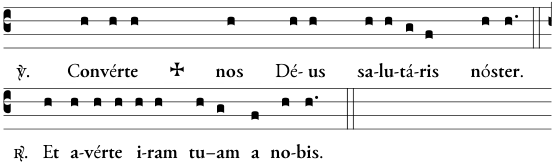 ℣. Convérte ✠ nos Dé- us sa-lu-tá-ris nóster.
℟. Et a-vérte i-ram tu–am a no-bis.